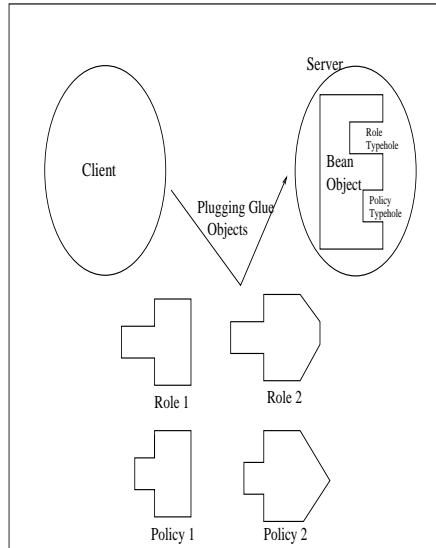 Server
Role
Typehole
Bean
Object
Client
Policy
Typehole
Plugging Glue
Objects
Role 1
Role 2
Policy 1
Policy 2